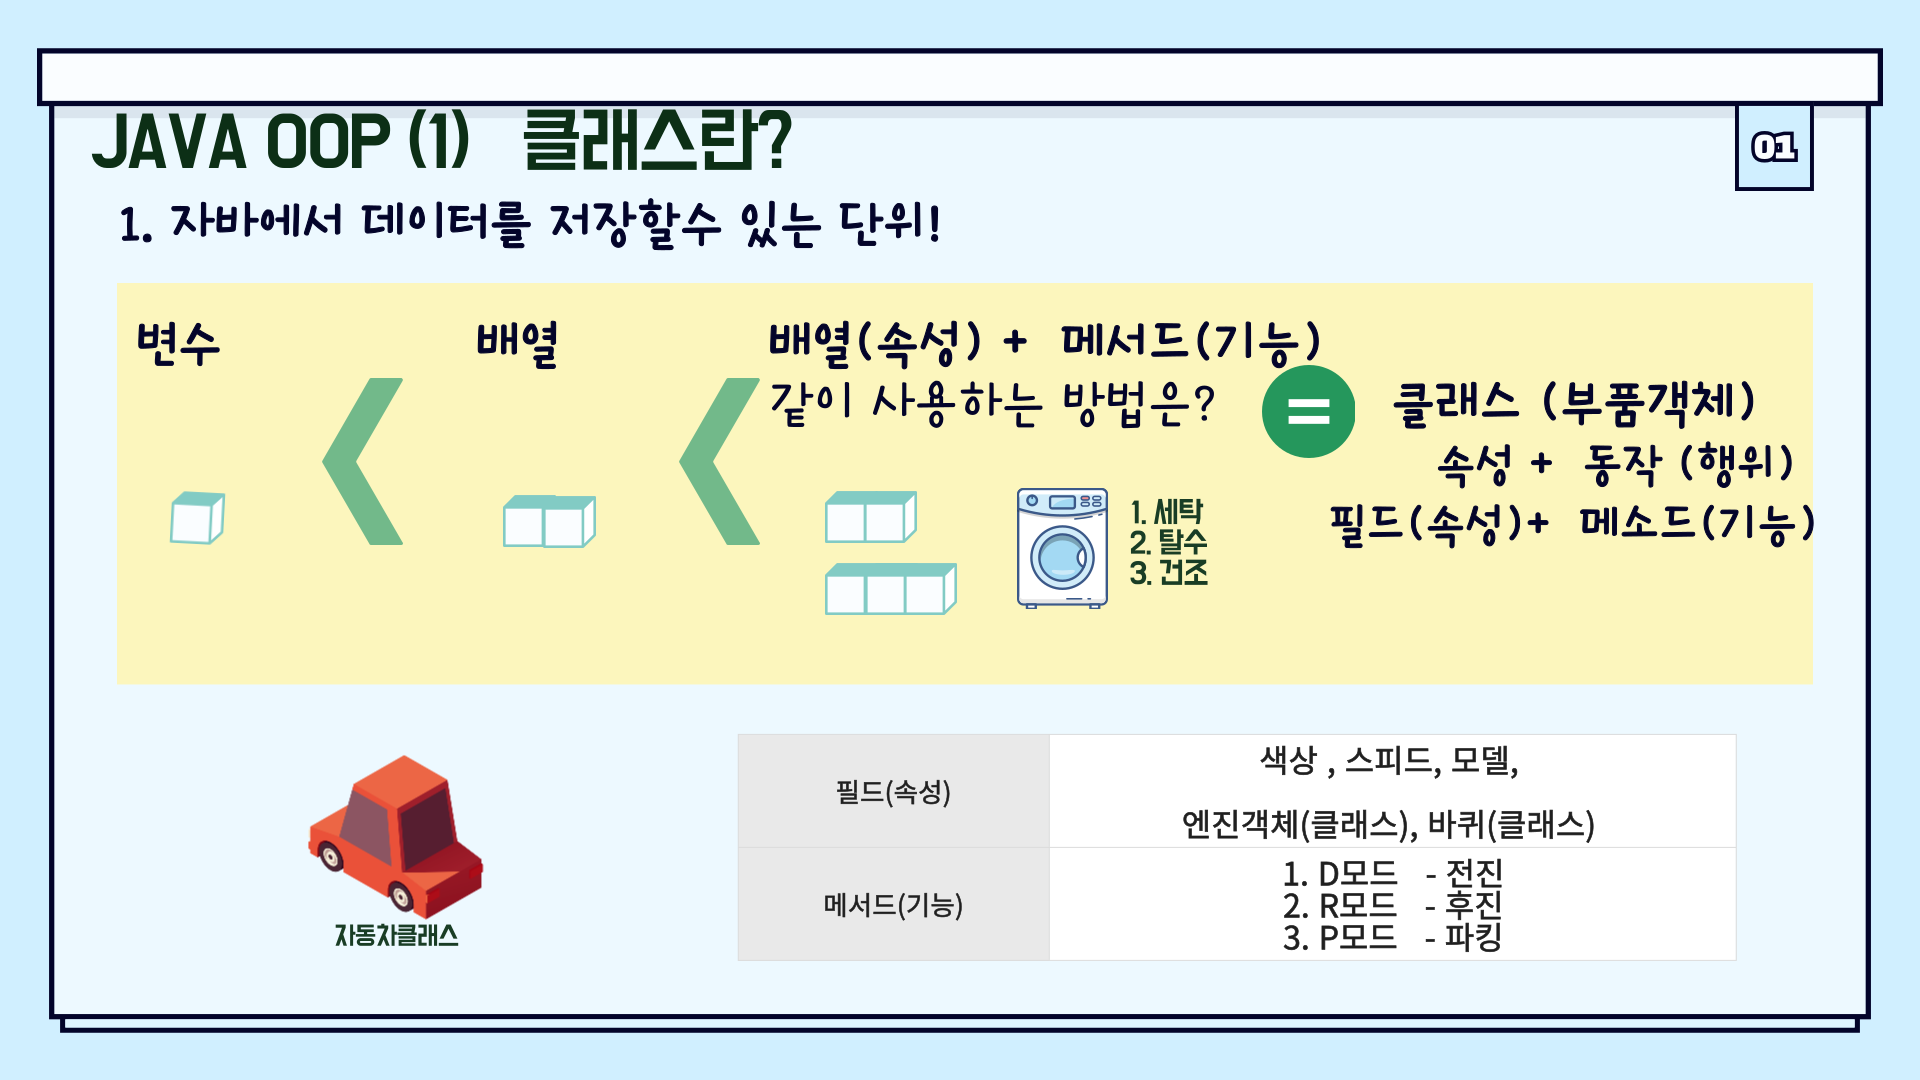 JAVA OOP (1) 클래스란?
01
1. 자바에서 데이터를 저장할수 있는 단위!
변수
배열
배열(속성) + 메서드(기능)
같이 사용하는 방법은?
1. 세탁
2. 탈수
3. 건조
=
클래스 (부품객체)
속성 + 동작 (행위)
필드(속성)+ 메소드(기능)
자동차클래스
필드(속성)
색상 , 스피드, 모델,
엔진객체(클래스), 바퀴(클래스)
메서드(기능)
1. D모드 - 전진
2. R모드 - 후진
3. P모드 - 파킹